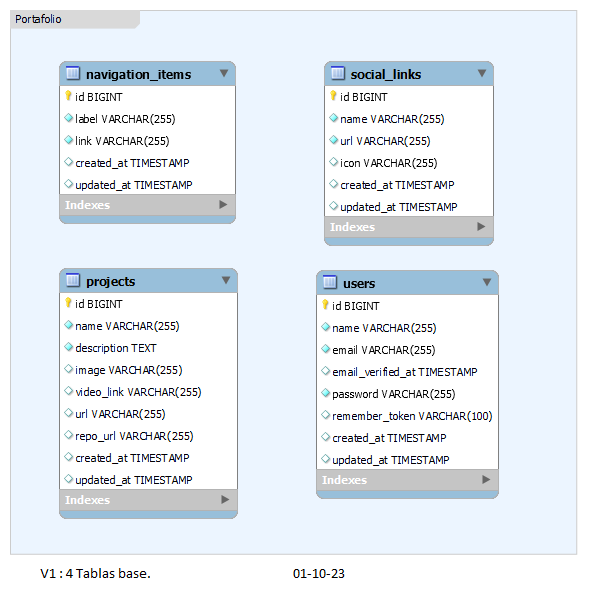 Portafolio
navigation_items
id BIGINT
label VARCHAR(255)
link VARCHAR(255)
created_at TIMESTAMP
updated_at TIMESTAMP
Indexes
social_links
id BIGINT
name VARCHAR(255)
url VARCHAR(255)
icon VARCHAR(255)
created_at TIMESTAMP
updated_at TIMESTAMP
Indexes
projects
id BIGINT
name VARCHAR(255)
description TEXT
image VARCHAR(255)
video_link VARCHAR(255)
url VARCHAR(255)
repo_url VARCHAR(255)
created_at TIMESTAMP
updated_at TIMESTAMP
Indexes
users
id BIGINT
name VARCHAR(255)
email VARCHAR(255)
email_verified_at TIMESTAMP
password VARCHAR(255)
remember_token VARCHAR(100)
created_at TIMESTAMP
updated_at TIMESTAMP
Indexes
V1 : 4 Tablas base.
01-10-23